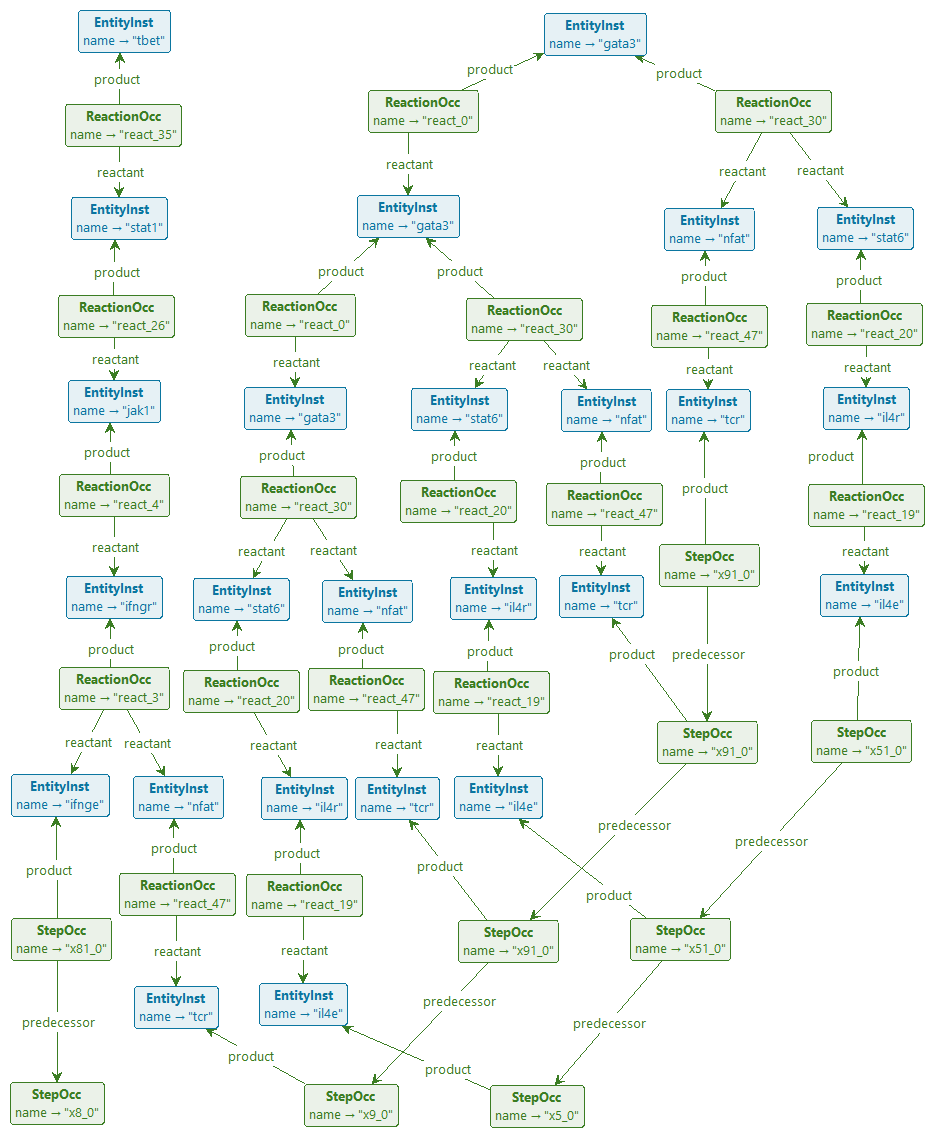 EntityInst
name → "tbet"
EntityInst
name → "gata3"
product
product
product
ReactionOcc
name → "react_35"
ReactionOcc
name → "react_0"
ReactionOcc
name → "react_30"
reactant
reactant
reactant
reactant
EntityInst
name → "stat1"
EntityInst
name → "gata3"
EntityInst
name → "nfat"
EntityInst
name → "stat6"
product
product
product
product
product
ReactionOcc
name → "react_26"
ReactionOcc
name → "react_0"
ReactionOcc
name → "react_30"
ReactionOcc
name → "react_47"
ReactionOcc
name → "react_20"
reactant
reactant
reactant
reactant
reactant
reactant
EntityInst
name → "jak1"
EntityInst
name → "gata3"
EntityInst
name → "stat6"
EntityInst
name → "nfat"
EntityInst
name → "tcr"
EntityInst
name → "il4r"
product
product
product
product
product
product
ReactionOcc
name → "react_4"
ReactionOcc
name → "react_30"
ReactionOcc
name → "react_20"
ReactionOcc
name → "react_47"
ReactionOcc
name → "react_19"
reactant
reactant
reactant
reactant
reactant
reactant
StepOcc
name → "x91_0"
EntityInst
name → "ifngr"
EntityInst
name → "stat6"
EntityInst
name → "nfat"
EntityInst
name → "il4r"
EntityInst
name → "tcr"
EntityInst
name → "il4e"
product
product
product
product
product
predecessor
product
ReactionOcc
name → "react_3"
ReactionOcc
name → "react_20"
ReactionOcc
name → "react_47"
ReactionOcc
name → "react_19"
reactant
reactant
reactant
reactant
reactant
StepOcc
name → "x91_0"
StepOcc
name → "x51_0"
EntityInst
name → "ifnge"
EntityInst
name → "nfat"
EntityInst
name → "il4r"
EntityInst
name → "tcr"
EntityInst
name → "il4e"
predecessor
predecessor
product
product
product
product
product
ReactionOcc
name → "react_47"
ReactionOcc
name → "react_19"
StepOcc
name → "x81_0"
reactant
reactant
StepOcc
name → "x91_0"
StepOcc
name → "x51_0"
EntityInst
name → "tcr"
EntityInst
name → "il4e"
predecessor
predecessor
predecessor
product
product
StepOcc
name → "x8_0"
StepOcc
name → "x9_0"
StepOcc
name → "x5_0"